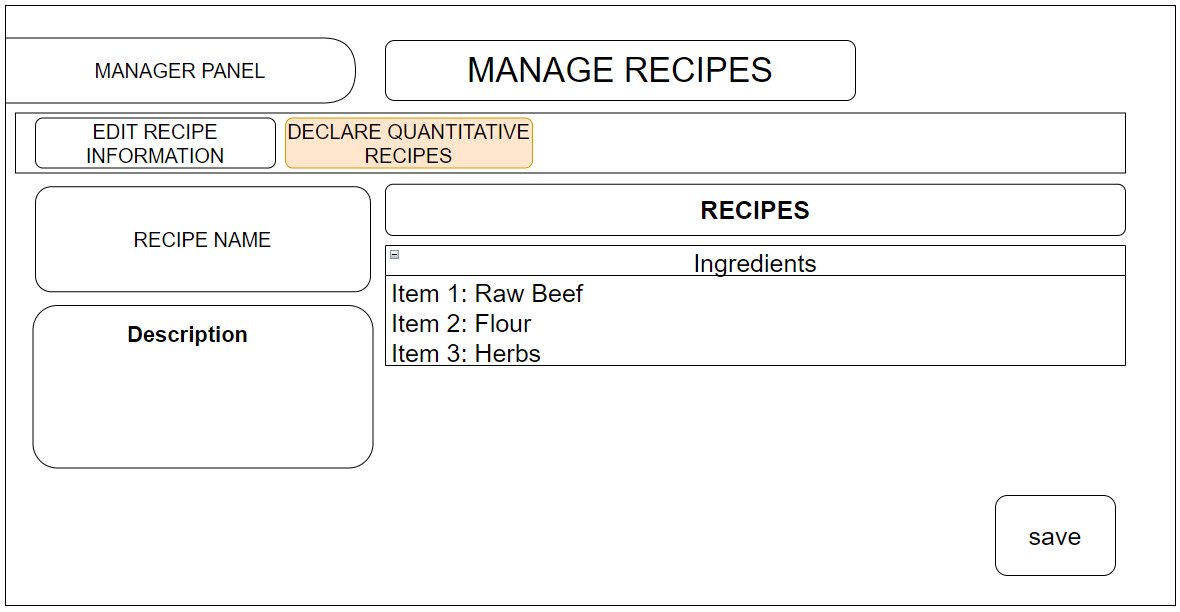 MANAGER PANEL
MANAGE RECIPES
EDIT RECIPE
INFORMATION
DECLARE QUANTITATIVE
RECIPES
RECIPE NAME
Description
RECIPES
Ingredients
Item 1: Raw Beef
Item 2: Flour
Item 3: Herbs
save